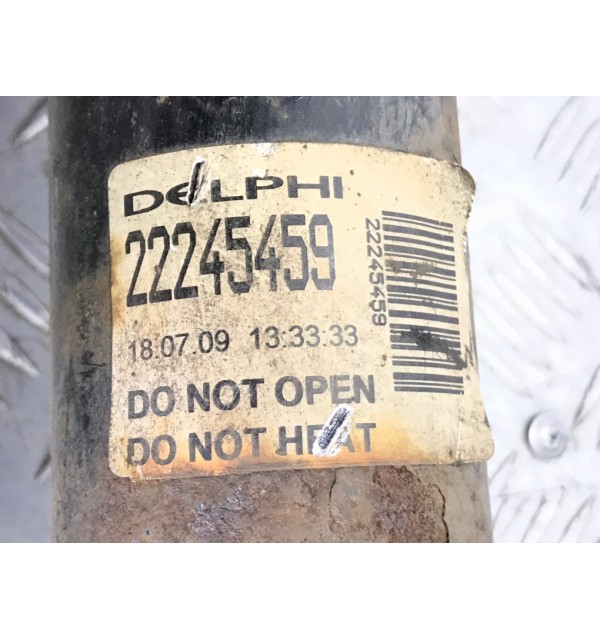 DELPHI
22245459
18.07.09 13:33:33
DO NOT OPEN
DO NOT HEAT
22245459